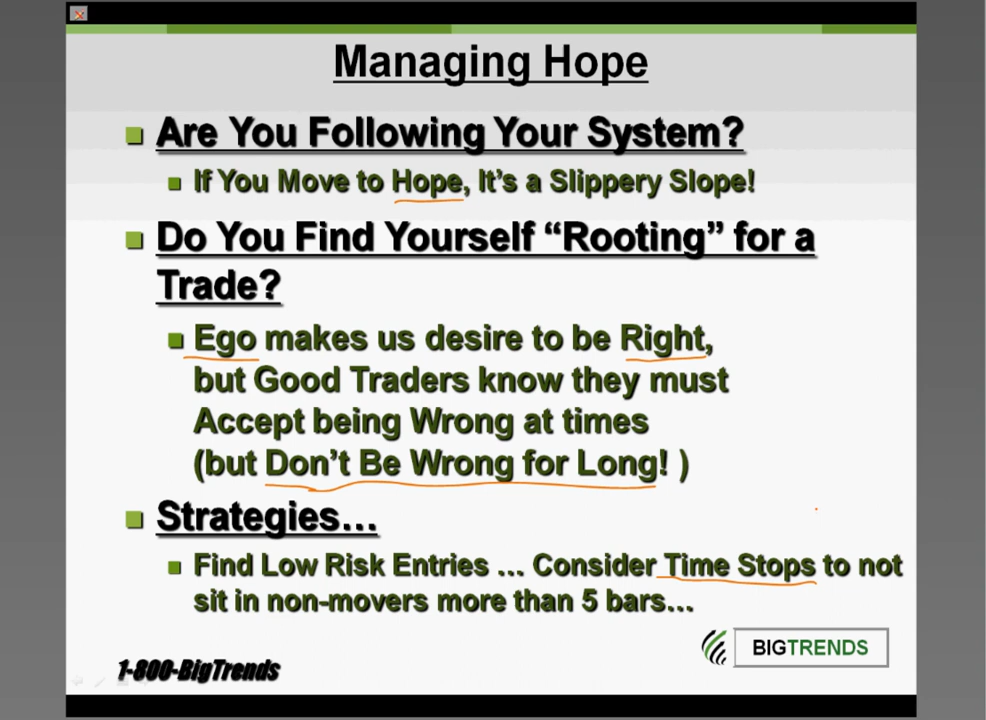 Managing Hope
Are You Following Your System?
If You Move to Hope, It's a Slippery Slope!
Do You Find Yourself “Rooting” for a
Trade?
Ego makes us desire to be Right,
but Good Traders know they must
Accept being Wrong at times
(but Don't Be Wrong for Long! )
Strategies...
Find Low Risk Entries ... Consider Time Stops to not
sit in non-movers more than 5 bars...
BIGTRENDS
1-800-BigTrends